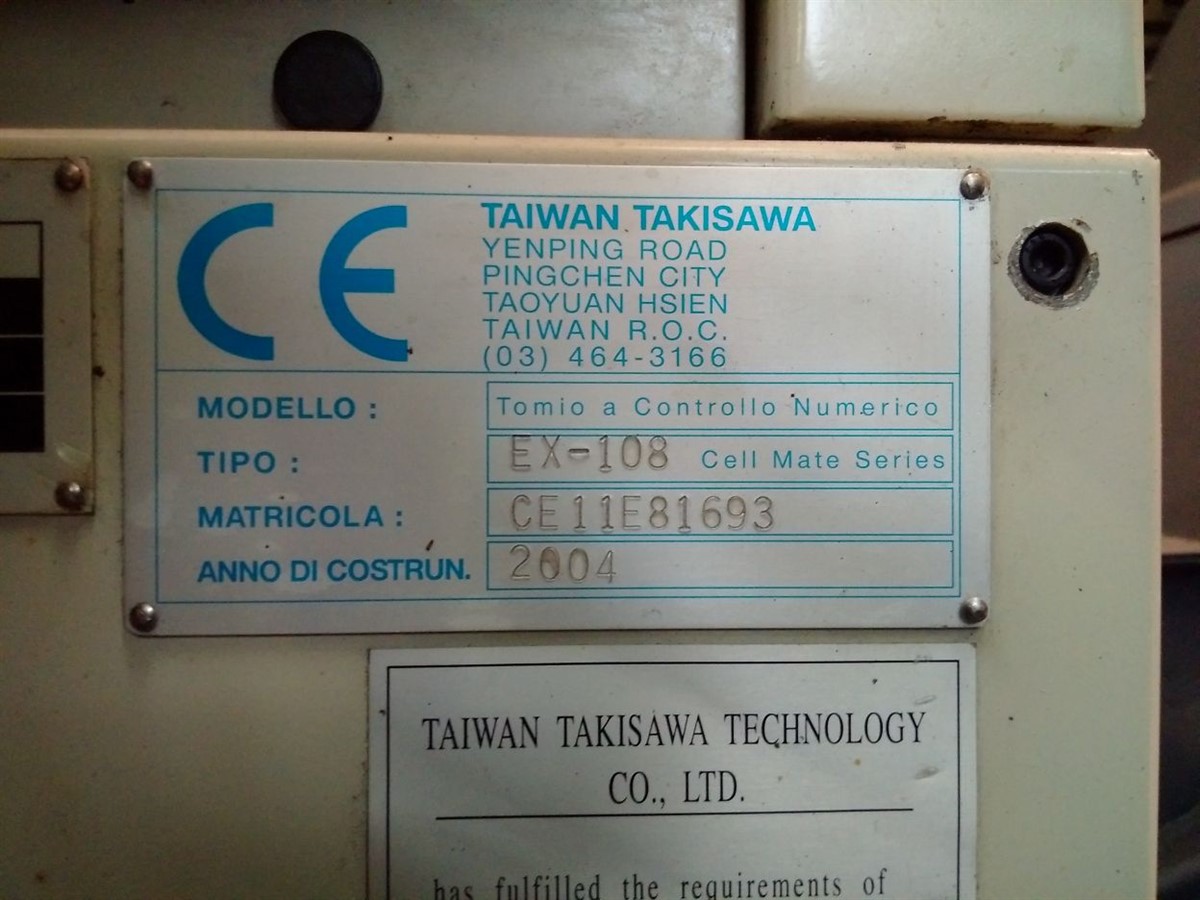 CE
TAIWAN TAKISAWA
YENPING ROAD
PINGCHEN CITY
TAOYUAN HSIEN
TAIWAN R.O.C.
(03) 464-3166
MODELLO : Tomio a Controllo Numerico
TIPO : EX-108 Cell Mate Series
MATRICOLA : CE11E81693
ANNO DI COSTRUN. 2004
TAIWAN TAKISAWA TECHNOLOGY
CO., LTD.
has fulfilled the requirements of